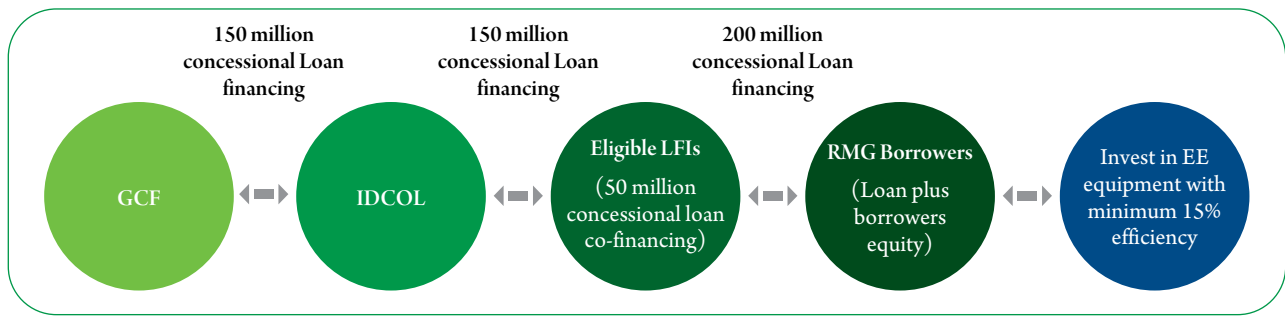 150 million
concessional Loan
financing
150 million
concessional Loan
financing
200 million
concessional Loan
financing
GCF
IDCOL
Eligible LFIs
(50 million
concessional loan
co-financing)
RMG Borrowers
(Loan plus
borrowers
equity)
Invest in EE
equipment with
minimum 15%
efficiency